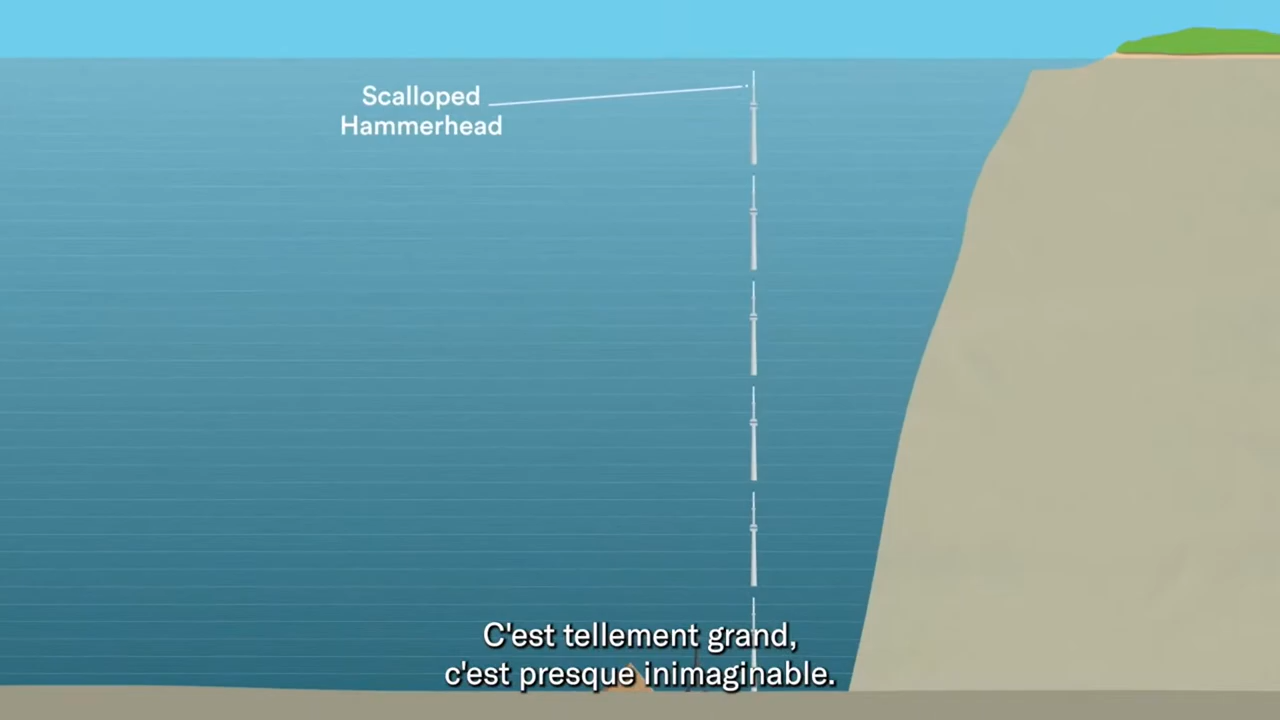 Scalloped
Hammerhead
C'est tellement grand,
c'est presque inimaginable.